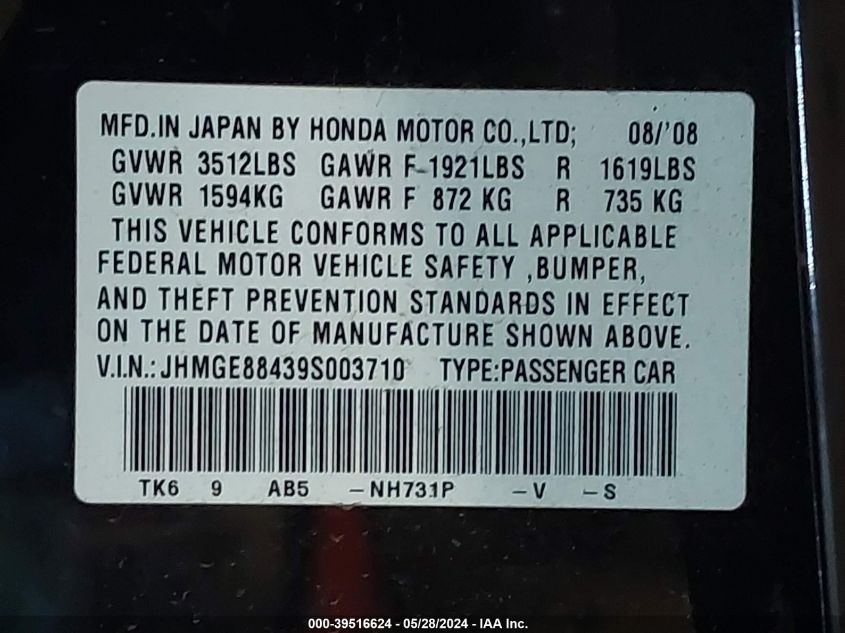 MFD.IN JAPAN BY HONDA MOTOR CO.,LTD; 08/'08
GVWR 3512LBS GAWR F-1921LBS R 1619LBS
GVWR 1594KG GAWR F 872 KG R 735 KG
THIS VEHICLE CONFORMS TO ALL APPLICABLE
FEDERAL MOTOR VEHICLE SAFETY ,BUMPER,
AND THEFT PREVENTION STANDARDS IN EFFECT
ON THE DATE OF MANUFACTURE SHOWN ABOVE.
V.I.N.: JHMGE88439S003710 TYPE:PASSENGER CAR
TK6 9 AB5 -NH731P -V -S
000-39516624 - 05/28/2024 - IAA Inc.